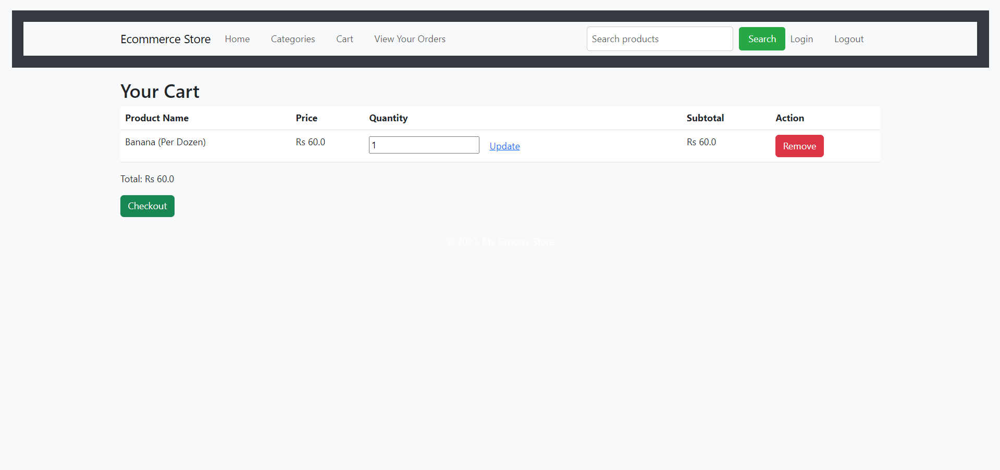 Ecommerce Store Home Categories Cart View Your Orders Search products Search Login Logout
Your Cart
Product Name Price Quantity Subtotal Action
Banana (Per Dozen) Rs 60.0 1 Update Rs 60.0 Remove
Total: Rs 60.0
Checkout
© 2023, My Grocery Store